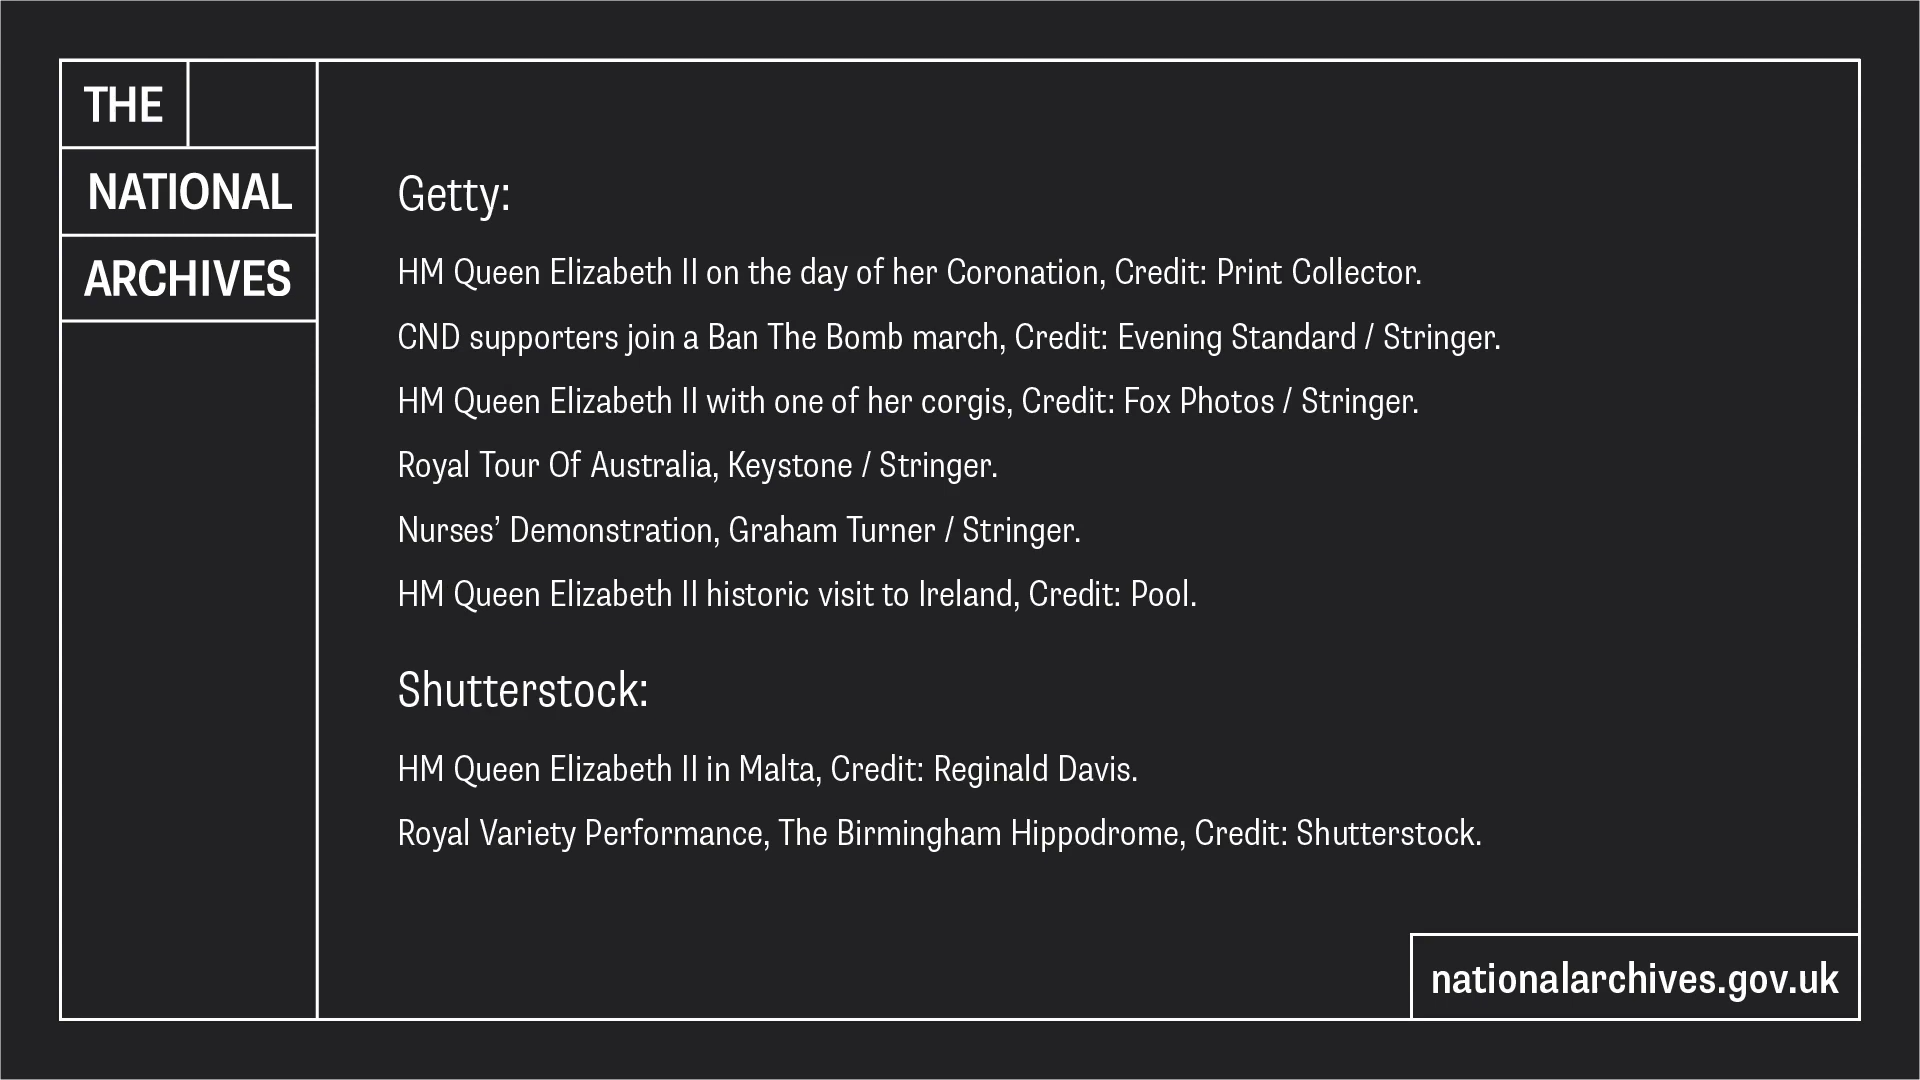 THE
NATIONAL
ARCHIVES
Getty:
HM Queen Elizabeth II on the day of her Coronation, Credit: Print Collector.
CND supporters join a Ban The Bomb march, Credit: Evening Standard / Stringer.
HM Queen Elizabeth II with one of her corgis, Credit: Fox Photos / Stringer.
Royal Tour Of Australia, Keystone / Stringer.
Nurses’ Demonstration, Graham Turner / Stringer.
HM Queen Elizabeth II historic visit to Ireland, Credit: Pool.
Shutterstock:
HM Queen Elizabeth II in Malta, Credit: Reginald Davis.
Royal Variety Performance, The Birmingham Hippodrome, Credit: Shutterstock.
nationalarchives.gov.uk